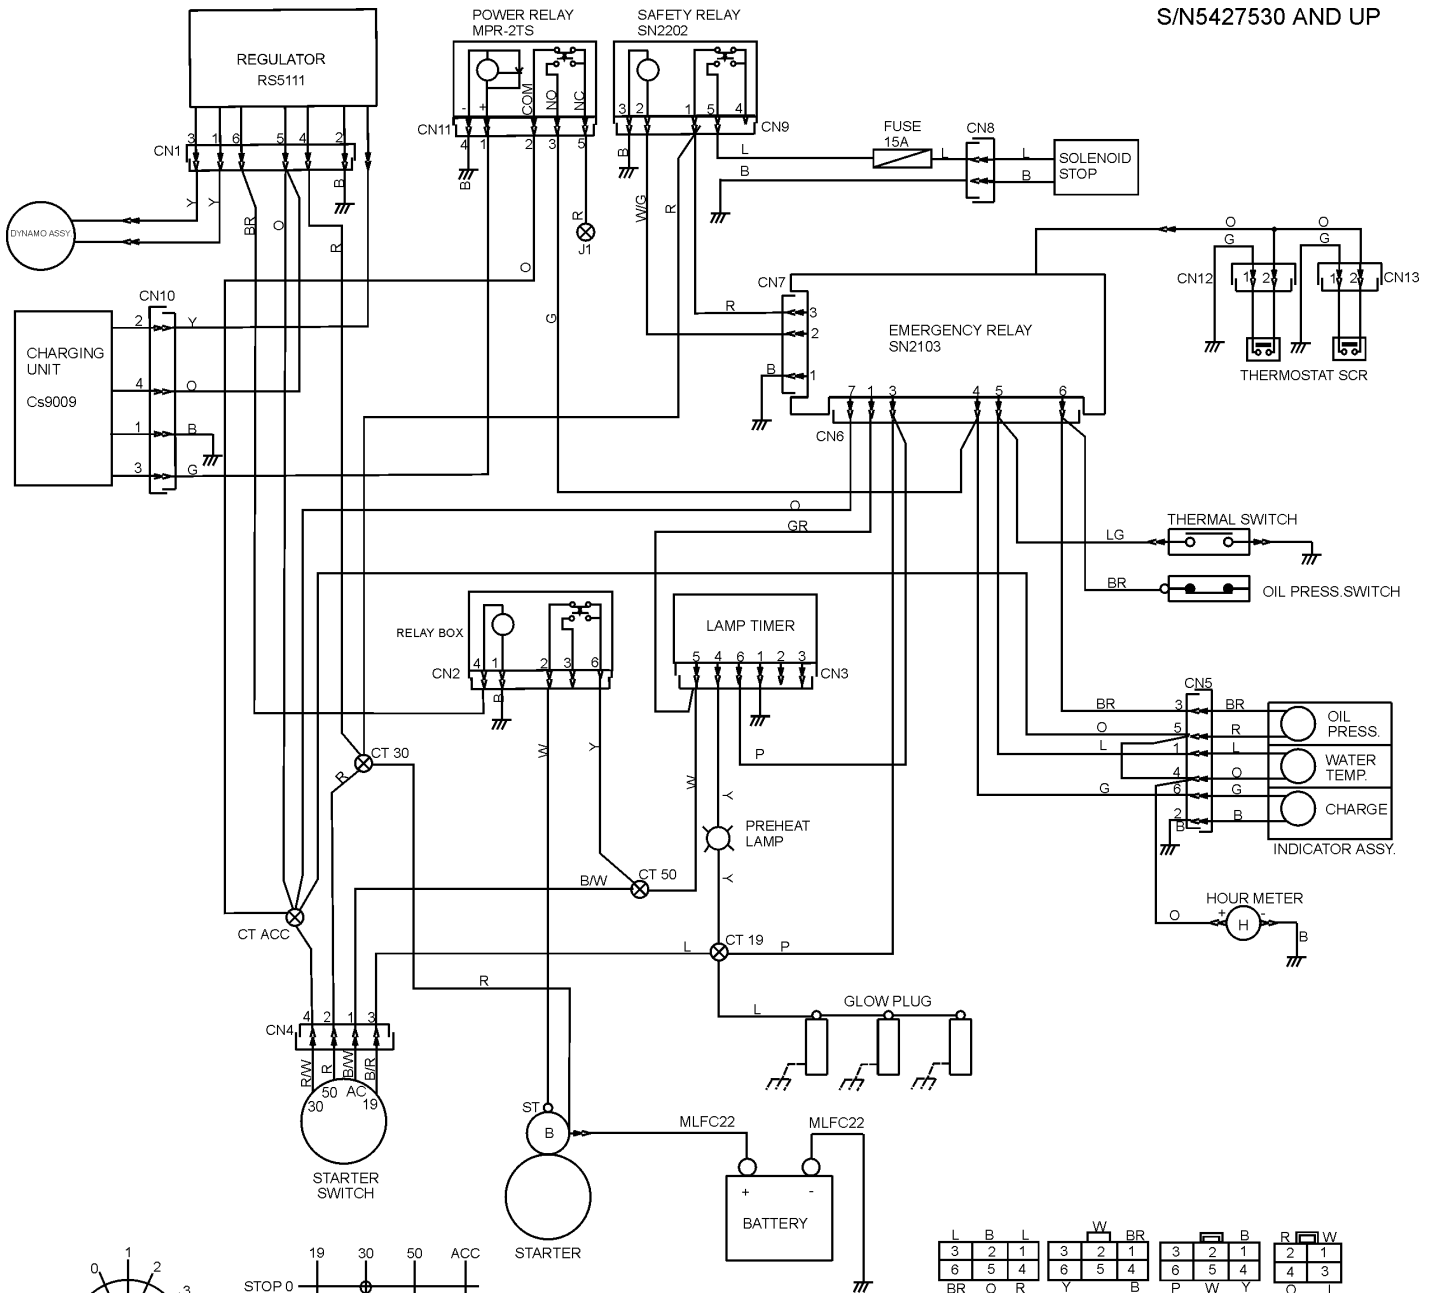 S/N5427530 AND UP
POWER RELAY
MPR-2TS
SAFETY RELAY
SN2202
REGULATOR
RS5111
- + COM NO NC
3 2 1 5 4
CN11
4 1 2 3 5
CN9
3 1 6 5 4 2
CN1
FUSE
15A
CN8
L L L
B B
SOLENOID
STOP
B B W/G R R
J1
Y Y BR O R B
DYNAMO ASSY
O
G
O O
G G
CN12
1 2
1 2
CN13
THERMOSTAT SCR
CN10
2 Y
4 O
1 B
3 G
CHARGING
UNIT
Cs9009
CN7
R 3
2
B 1
EMERGENCY RELAY
SN2103
7 1 3 4 5 6
CN6
O
GR
THERMAL SWITCH
LG
BR
OIL PRESS.SWITCH
RELAY BOX
4 1 2 3 6
CN2
B
LAMP TIMER
5 4 6 1 2 3
CN3
W Y W Y
P
CT 30
R
CN5
BR 3 BR
O 5 R
L 1 L
4 O
G 6 G
2 B
B
OIL
PRESS.
WATER
TEMP.
CHARGE
INDICATOR ASSY.
PREHEAT
LAMP
Y
CT 50
B/W
CT ACC
CT 19
L P
HOUR METER
O + H -
B
R
L
GLOW PLUG
4 2 1 3
CN4
R/W R B/W B/R
30 50 AC 19
STARTER
SWITCH
ST
B
STARTER
MLFC22
MLFC22
+ -
BATTERY
0 1 2 3
19 30 50 ACC
STOP 0
L B L
3 2 1
6 5 4
BR O R
W BR
3 2 1
6 5 4
Y B
B
3 2 1
6 5 4
P W Y
R W
2 1
4 3
O L